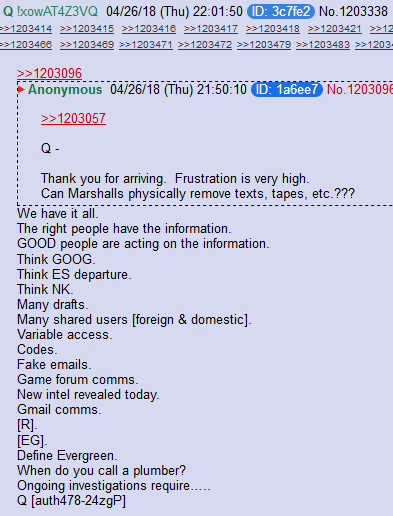 Q !xowAT4Z3VQ 04/26/18 (Thu) 22:01:50 ID: 3c7fe2 No.1203338
>>1203414 >>1203415 >>1203416 >>1203417 >>1203418 >>1203421 >>12
>>1203466 >>1203469 >>1203471 >>1203472 >>1203479 >>1203483 >>1203
>>1203096
Anonymous 04/26/18 (Thu) 21:50:10 ID: 1a6ee7 No.1203096
>>1203057
Q -
Thank you for arriving. Frustration is very high.
Can Marshalls physically remove texts, tapes, etc.???
We have it all.
The right people have the information.
GOOD people are acting on the information.
Think GOOG.
Think ES departure.
Think NK.
Many drafts.
Many shared users [foreign & domestic].
Variable access.
Codes.
Fake emails.
Game forum comms.
New intel revealed today.
Gmail comms.
[R].
[EG].
Define Evergreen.
When do you call a plumber?
Ongoing investigations require.....
Q [auth478-24zgP]